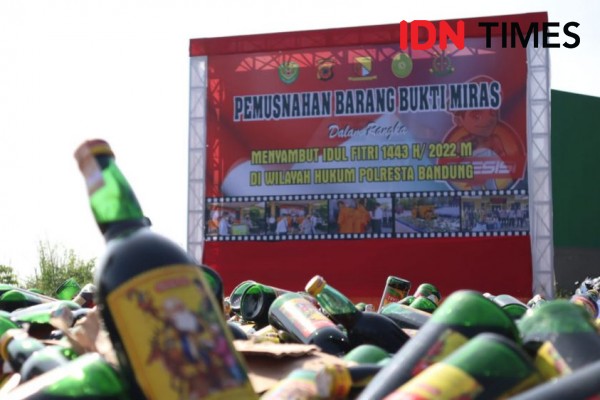 IDN TIMES
PEMUSNAHAN BARANG BUKTI MIRAS
Dalam Rangka
MENYAMBUT IDUL FITRI 1443 H/ 2022 M
DI WILAYAH HUKUM POLRESTA BANDUNG